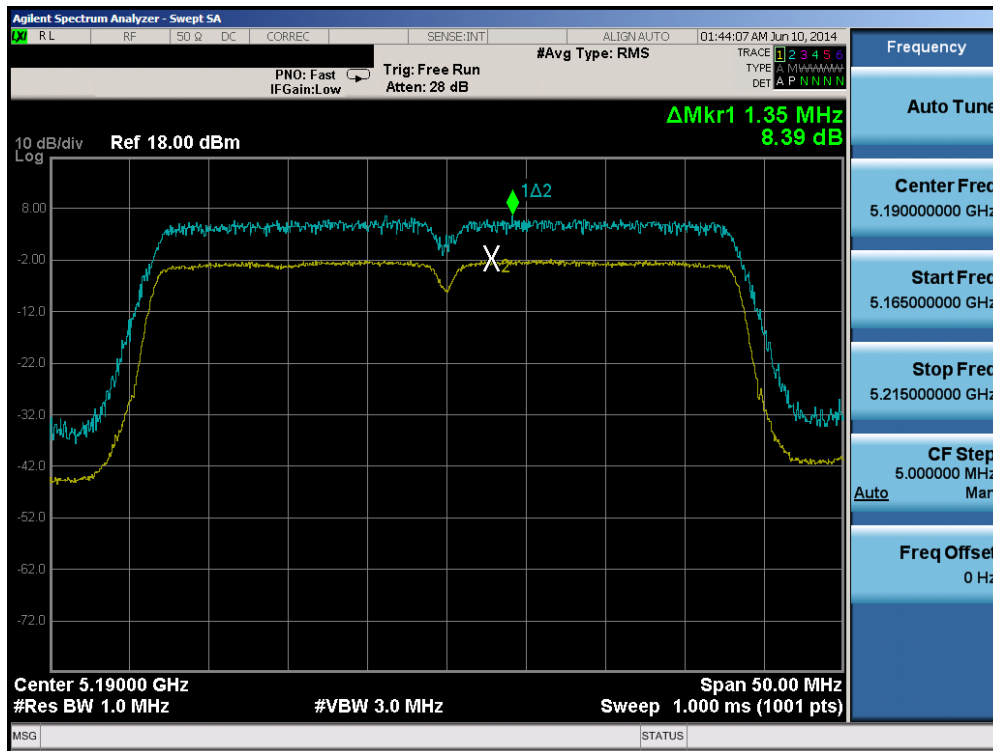 Agilent Spectrum Analyzer - Swept SA
LXI RL RF 50 Ω DC CORREC SENSE:INT ALIGN AUTO 01:44:07 AM Jun 10, 2014
PNO: Fast Trig: Free Run #Avg Type: RMS TRACE 1 2 3 4 5 6
IFGain:Low Atten: 28 dB TYPE A M W W W W
DET A P N N N N
ΔMkr1 1.35 MHz
8.39 dB
10 dB/div Ref 18.00 dBm
Log
1Δ2
X2
8.00
-2.00
-12.0
-22.0
-32.0
-42.0
-52.0
-62.0
-72.0
Center 5.19000 GHz Span 50.00 MHz
#Res BW 1.0 MHz #VBW 3.0 MHz Sweep 1.000 ms (1001 pts)
MSG STATUS
Frequency
Auto Tune
Center Freq
5.190000000 GHz
Start Freq
5.165000000 GHz
Stop Freq
5.215000000 GHz
CF Step
5.000000 MHz
Auto Man
Freq Offset
0 Hz